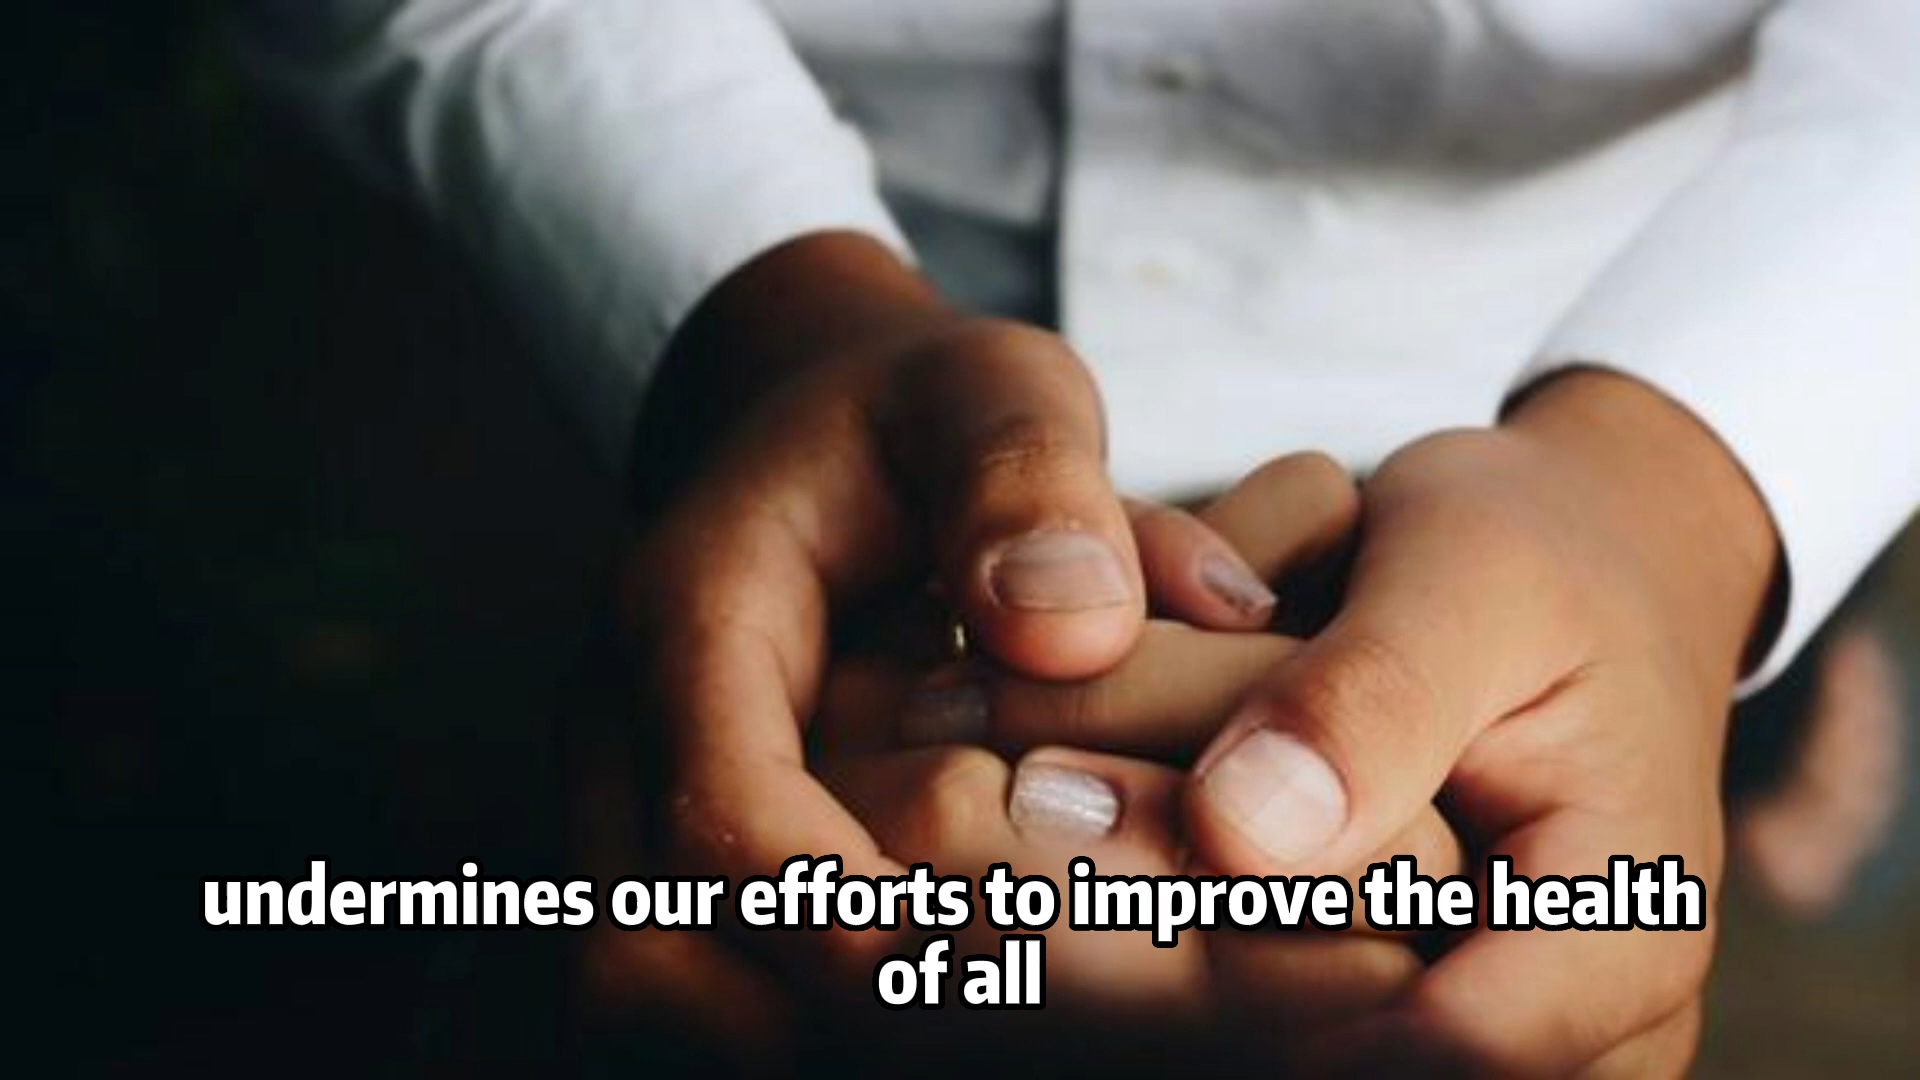 undermines our efforts to improve the health
of all